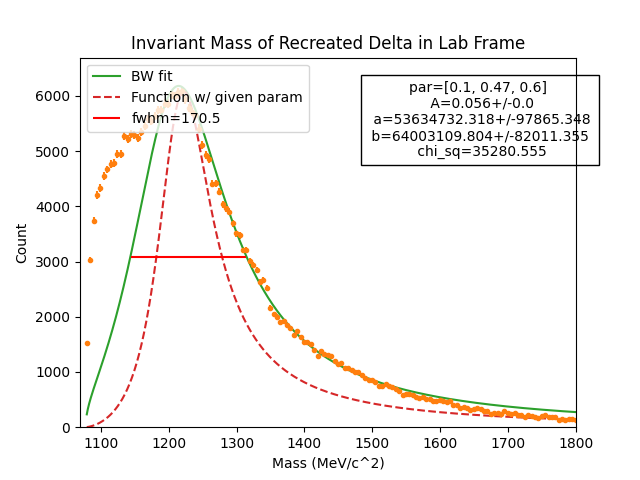 Invariant Mass of Recreated Delta in Lab Frame
BW fit
Function w/ given param
fwhm=170.5
par=[0.1, 0.47, 0.6]
A=0.056+/-0.0
a=53634732.318+/-97865.348
b=64003109.804+/-82011.355
chi_sq=35280.555
Count
6000
5000
4000
3000
2000
1000
0
1100 1200 1300 1400 1500 1600 1700 1800
Mass (MeV/c^2)